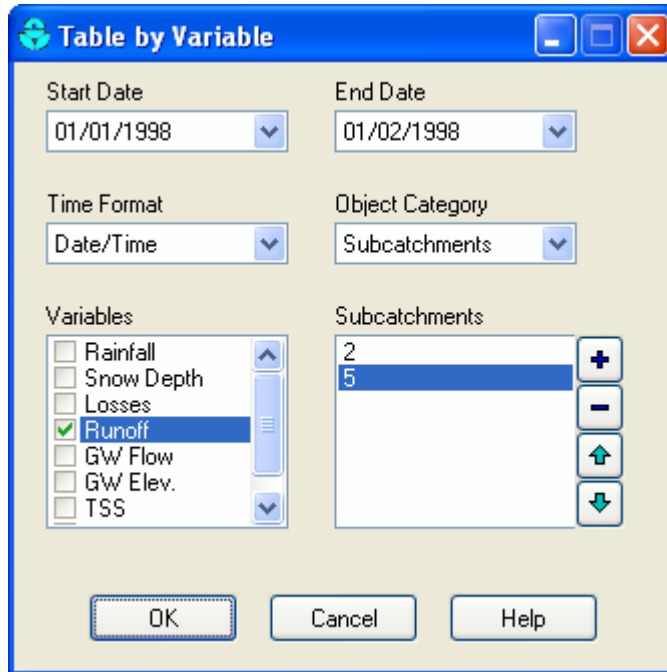 Table by Variable
Start Date
End Date
01/01/1998
01/02/1998
Time Format
Object Category
Date/Time
Subcatchments
Variables
Subcatchments
Rainfall
Snow Depth
Losses
Runoff
GW Flow
GW Elev.
TSS
2
5
OK
Cancel
Help